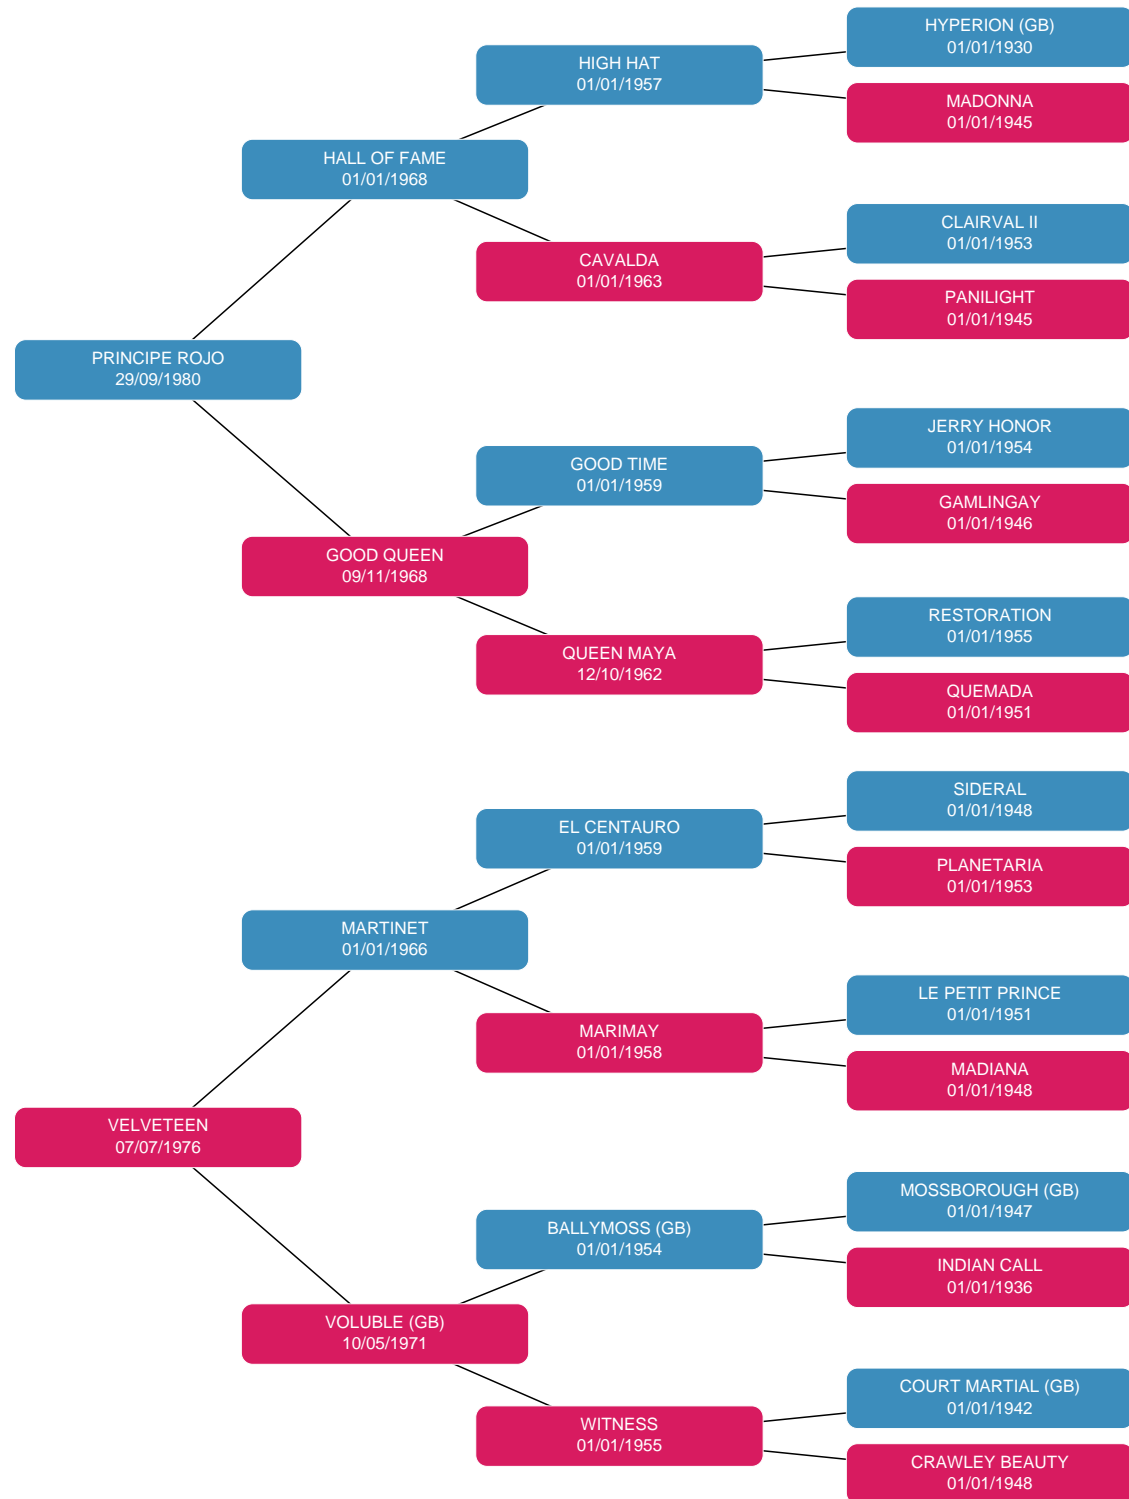 HYPERION (GB)
01/01/1930
HIGH HAT
01/01/1957
MADONNA
01/01/1945
HALL OF FAME
01/01/1968
CLAIRVAL II
01/01/1953
CAVALDA
01/01/1963
PANILIGHT
01/01/1945
PRINCIPE ROJO
29/09/1980
JERRY HONOR
01/01/1954
GOOD TIME
01/01/1959
GAMLINGAY
01/01/1946
GOOD QUEEN
09/11/1968
RESTORATION
01/01/1955
QUEEN MAYA
12/10/1962
QUEMADA
01/01/1951
SIDERAL
01/01/1948
EL CENTAURO
01/01/1959
PLANETARIA
01/01/1953
MARTINET
01/01/1966
LE PETIT PRINCE
01/01/1951
MARIMAY
01/01/1958
MADIANA
01/01/1948
VELVETEEN
07/07/1976
MOSSBOROUGH (GB)
01/01/1947
BALLYMOSS (GB)
01/01/1954
INDIAN CALL
01/01/1936
VOLUBLE (GB)
10/05/1971
COURT MARTIAL (GB)
01/01/1942
WITNESS
01/01/1955
CRAWLEY BEAUTY
01/01/1948